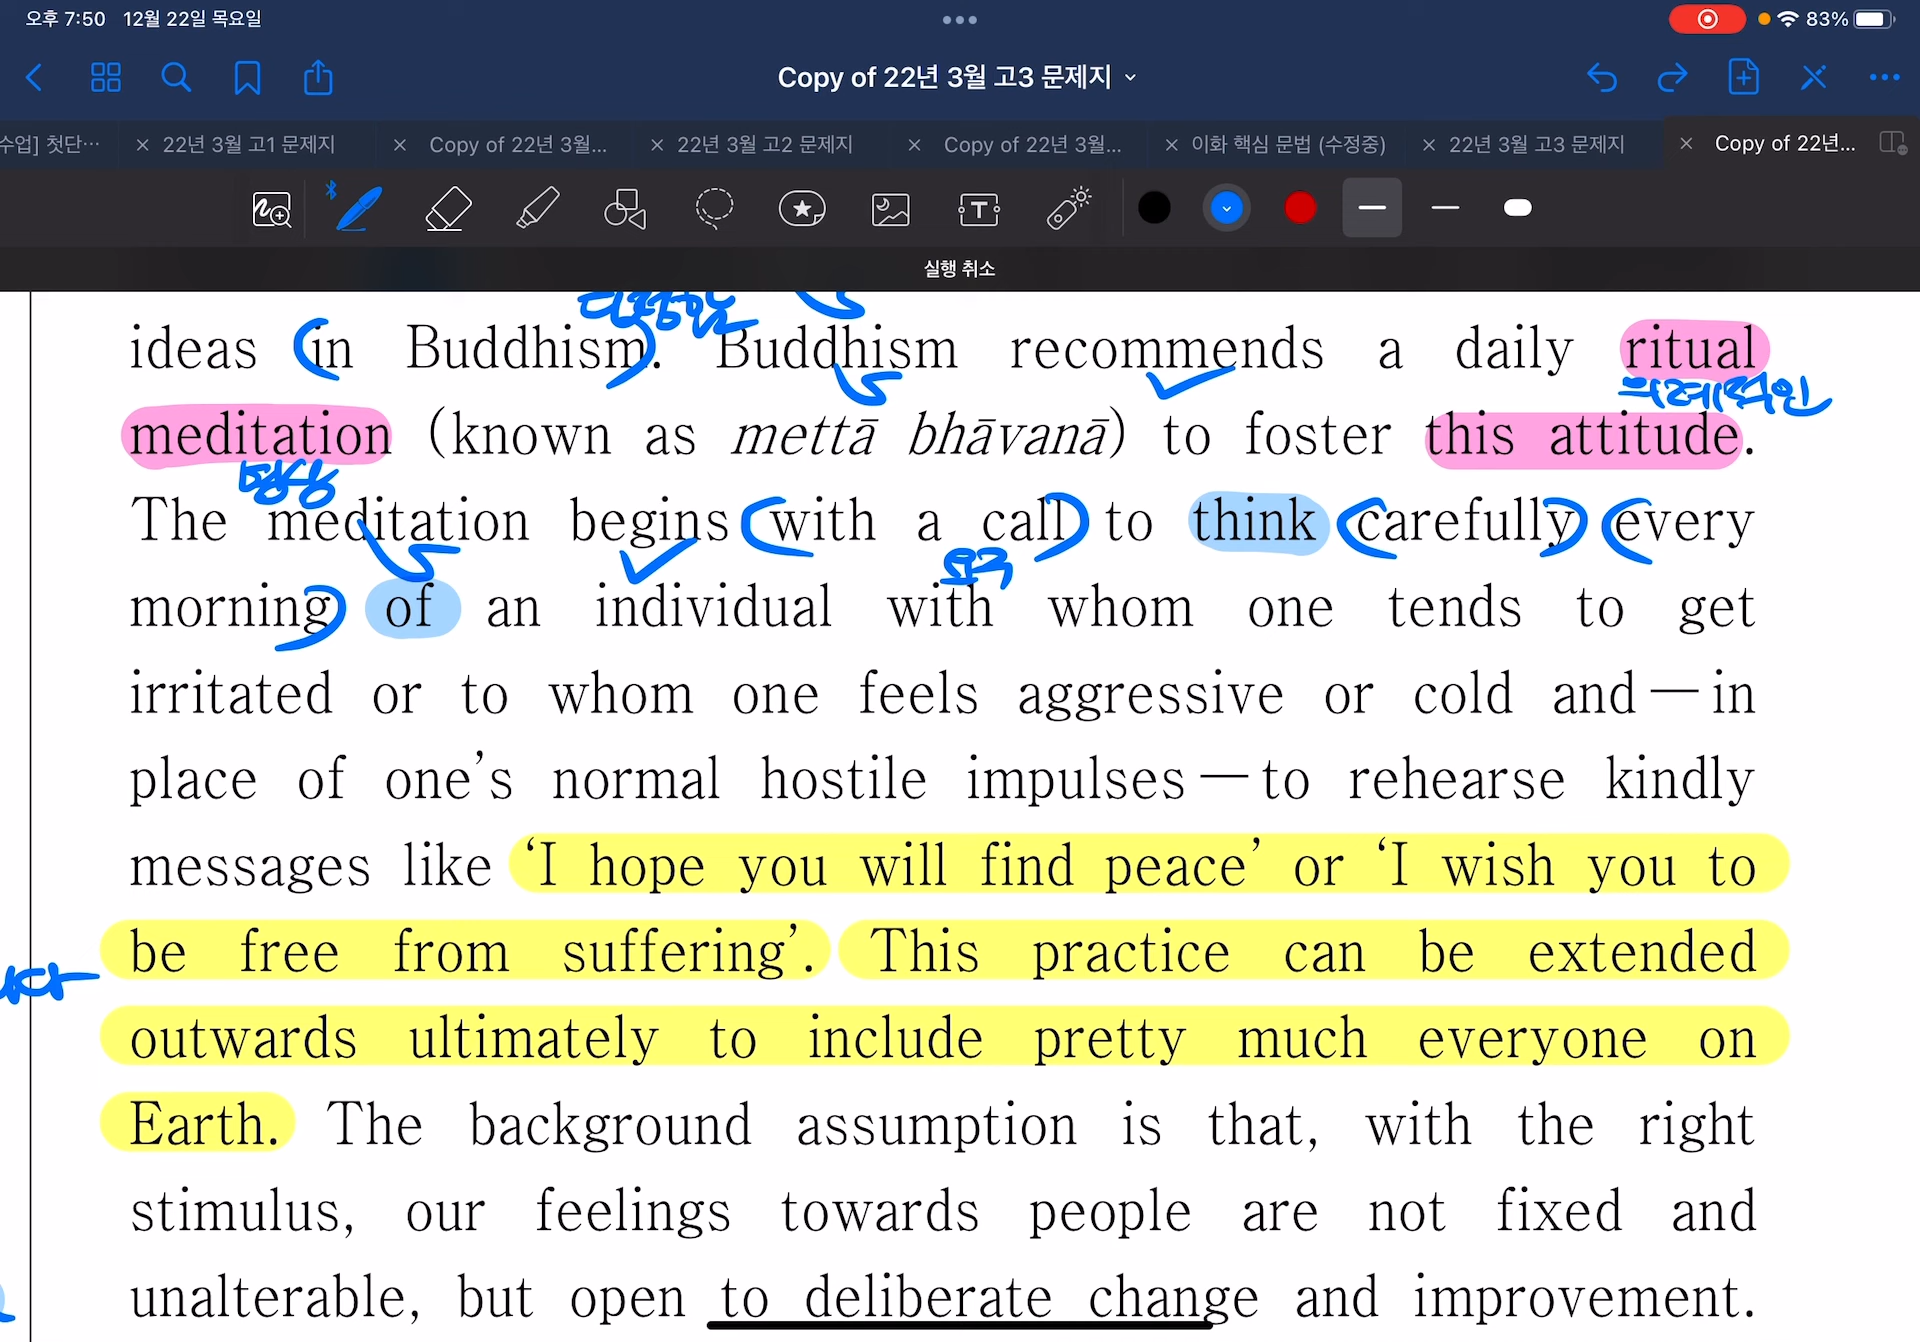 오후 7:50 12월 22일 목요일
83%
Copy of 22년 3월 고3 문제지
수업] 첫단… × 22년 3월 고1 문제지 × Copy of 22년 3월... × 22년 3월 고2 문제지 × Copy of 22년 3월... × 이화 핵심 문법 (수정중) × 22년 3월 고3 문제지 × Copy of 22년...
실행 취소
ideas (in Buddhism). Buddhism recommends a daily ritual
의례적인
meditation (known as mettā bhāvanā) to foster this attitude.
명상
The meditation begins (with a call) to think (carefully) (every
요구
morning) of an individual with whom one tends to get
irritated or to whom one feels aggressive or cold and — in
place of one's normal hostile impulses — to rehearse kindly
messages like ‘I hope you will find peace’ or ‘I wish you to
be free from suffering’. This practice can be extended
outwards ultimately to include pretty much everyone on
Earth. The background assumption is that, with the right
stimulus, our feelings towards people are not fixed and
unalterable, but open to deliberate change and improvement.